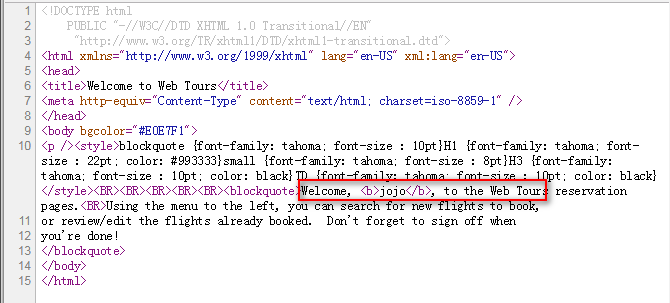 1 <!DOCTYPE html
2 PUBLIC "-//W3C//DTD XHTML 1.0 Transitional//EN"
3 "http://www.w3.org/TR/xhtml1/DTD/xhtml1-transitional.dtd">
4 <html xmlns="http://www.w3.org/1999/xhtml" lang="en-US" xml:lang="en-US">
5 <head>
6 <title>Welcome to Web Tours</title>
7 <meta http-equiv="Content-Type" content="text/html; charset=iso-8859-1" />
8 </head>
9 <body bgcolor="#E0E7F1">
10 <p /><style>blockquote {font-family: tahoma; font-size : 10pt}H1 {font-family: tahoma; font-
size : 22pt; color: #993333}small {font-family: tahoma; font-size : 8pt}H3 {font-family:
tahoma; font-size : 10pt; color: black}TD {font-family: tahoma; font-size : 10pt; color: black}
</style><BR><BR><BR><BR><BR><blockquote>Welcome, <b>jojo</b>, to the Web Tours reservation
pages.<BR>Using the menu to the left, you can search for new flights to book,
11 or review/edit the flights already booked.  Don't forget to sign off when
12 you're done!
13 </blockquote>
14 </body>
15 </html>